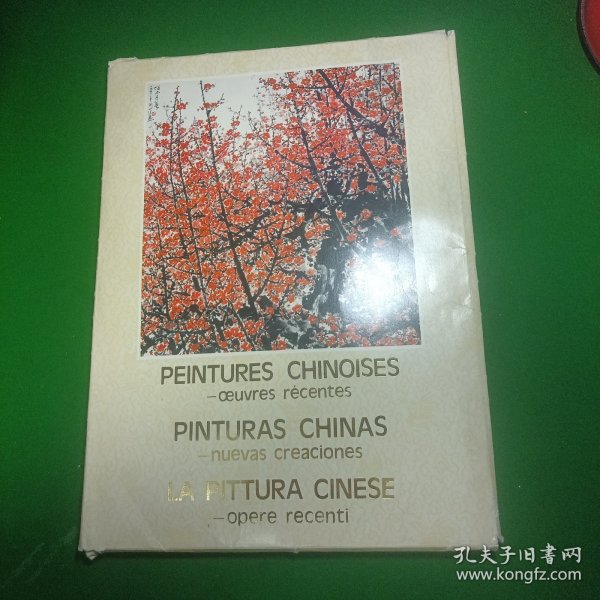 PEINTURES CHINOISES
—œuvres récentes
PINTURAS CHINAS
—nuevas creaciones
LA PITTURA CINESE
—opere recenti
孔夫子旧书网
www.kongfz.com